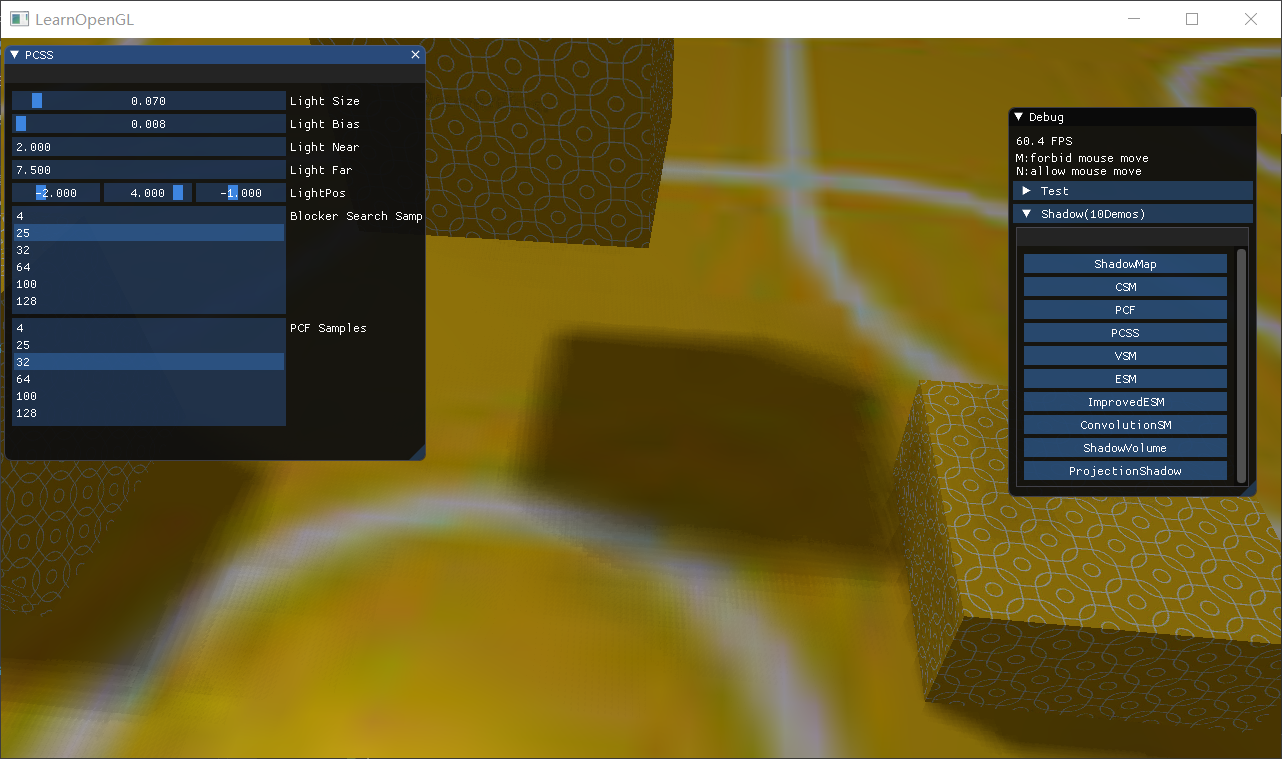 LearnOpenGL
PCSS
0.070 Light Size
0.008 Light Bias
2.000 Light Near
7.500 Light Far
-2.000 4.000 -1.000 LightPos
4 Blocker Search Samp
25
32
64
100
128
4 PCF Samples
25
32
64
100
128
Debug
60.4 FPS
M:forbid mouse move
N:allow mouse move
Test
Shadow(10Demos)
ShadowMap
CSM
PCF
PCSS
VSM
ESM
ImprovedESM
ConvolutionSM
ShadowVolume
ProjectionShadow